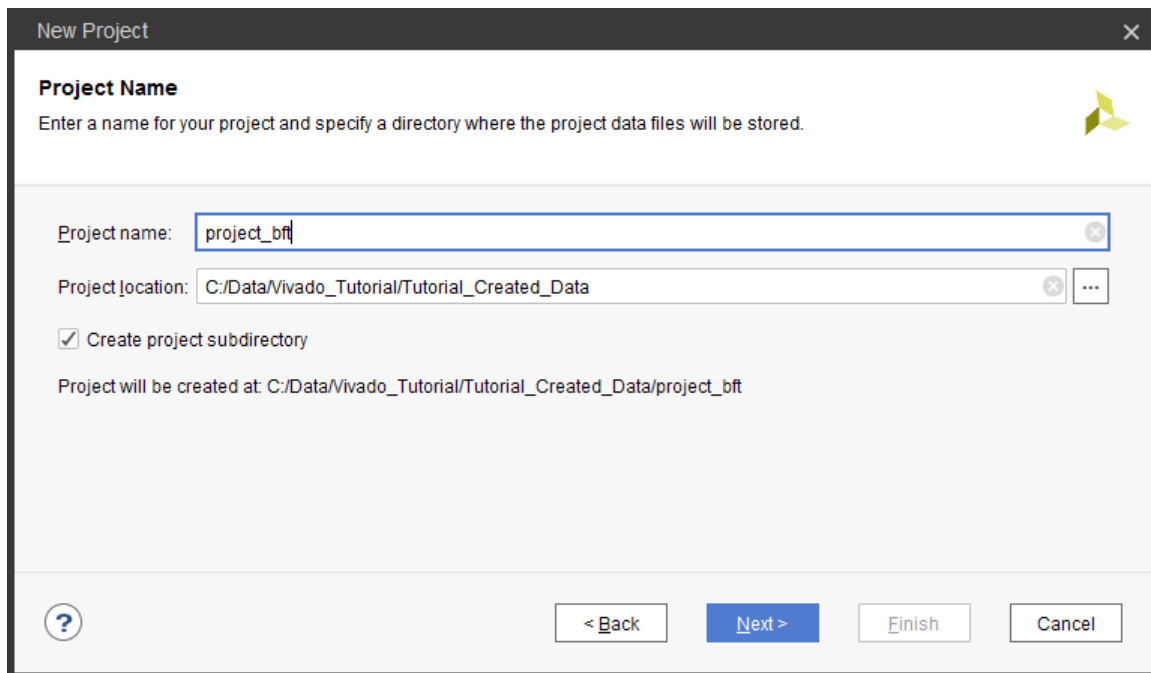 New Project
Project Name
Enter a name for your project and specify a directory where the project data files will be stored.
Project name: project_bft
Project location: C:/Data/Vivado_Tutorial/Tutorial_Created_Data ...
Create project subdirectory
Project will be created at: C:/Data/Vivado_Tutorial/Tutorial_Created_Data/project_bft
? < Back Next > Finish Cancel